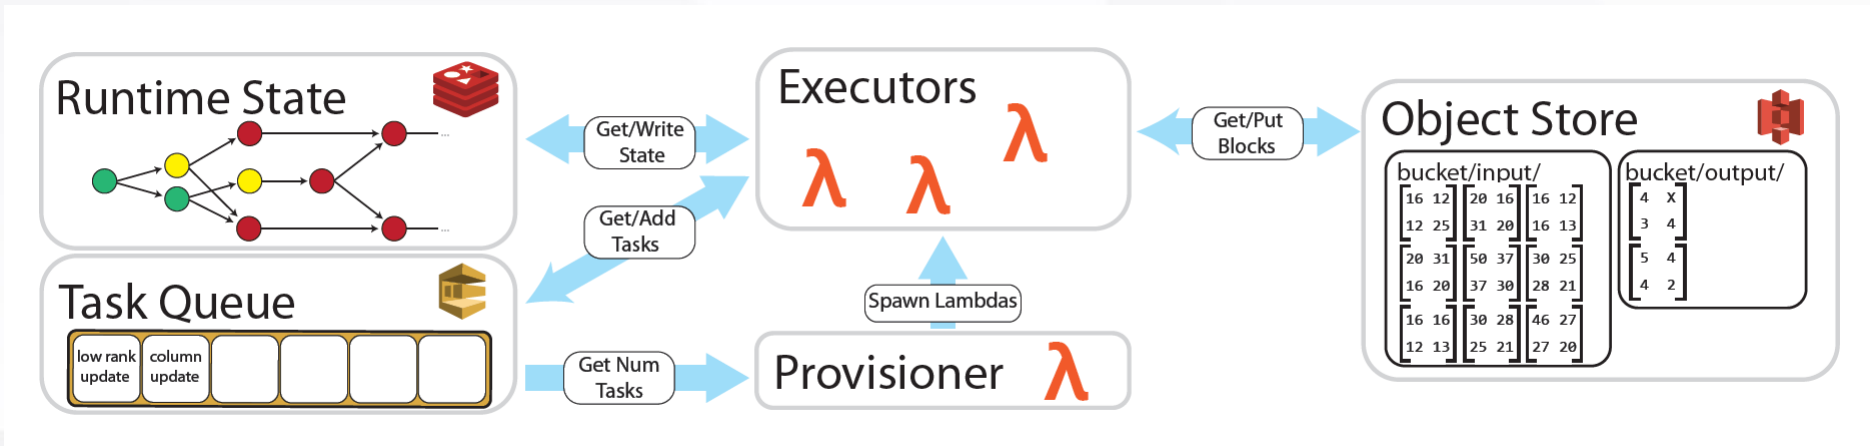 Runtime State
...
...
Task Queue
low rank
update
column
update
Get/Write
State
Get/Add
Tasks
Get Num
Tasks
Executors
λ
λ
λ
Spawn Lambdas
Provisioner
λ
Get/Put
Blocks
Object Store
bucket/input/
16 12 20 16 16 12
12 25 31 20 16 13
20 31 50 37 30 25
16 20 37 30 28 21
16 16 30 28 46 27
12 13 25 21 27 20
bucket/output/
4 X
3 4
5 4
4 2